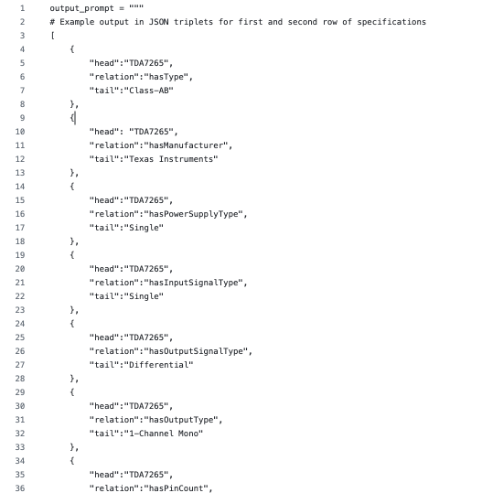 1 output_prompt = """
2 # Example output in JSON triplets for first and second row of specifications
3 [
4 {
5 "head":"TDA7265",
6 "relation":"hasType",
7 "tail":"Class-AB"
8 },
9 {
10 "head": "TDA7265",
11 "relation":"hasManufacturer",
12 "tail":"Texas Instruments"
13 },
14 {
15 "head":"TDA7265",
16 "relation":"hasPowerSupplyType",
17 "tail":"Single"
18 },
19 {
20 "head":"TDA7265",
21 "relation":"hasInputSignalType",
22 "tail":"Single"
23 },
24 {
25 "head":"TDA7265",
26 "relation":"hasOutputSignalType",
27 "tail":"Differential"
28 },
29 {
30 "head":"TDA7265",
31 "relation":"hasOutputType",
32 "tail":"1-Channel Mono"
33 },
34 {
35 "head":"TDA7265",
36 "relation":"hasPinCount",